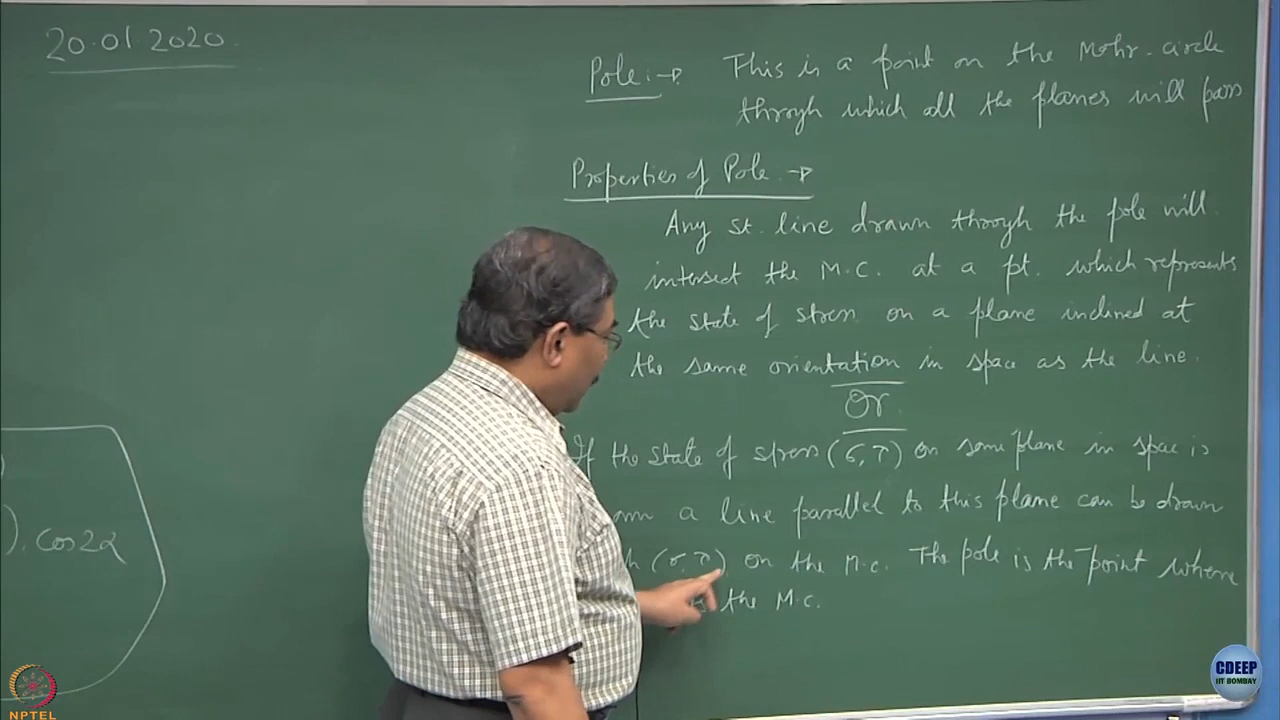 20.01 2020.
Pole:→ This is a point on the Mohr-circle
through which all the planes will pass
Properties of Pole →
Any st. line drawn through the pole will
intersect the M.C. at a pt. which represents
the state of stress on a plane inclined at
the same orientation in space as the line.
Or
If the state of stress (σ, τ) on some plane in space is
a line parallel to this plane can be drawn
(σ, τ) on the M.C. The pole is the point where
the M.C.
). cos2α
NPTEL
CDEEP
IIT BOMBAY